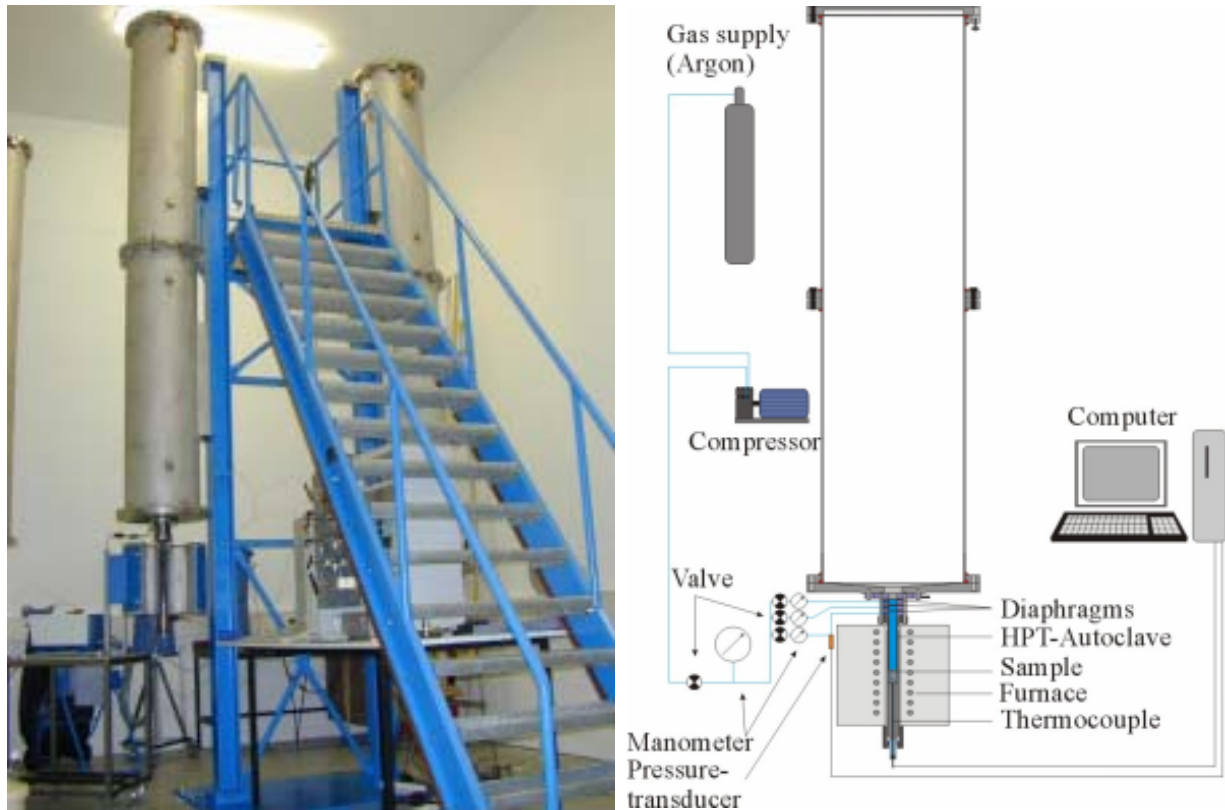 Gas supply
(Argon)
Compressor
Computer
Valve
Diaphragms
HPT-Autoclave
Sample
Furnace
Thermocouple
Manometer
Pressure-
transducer